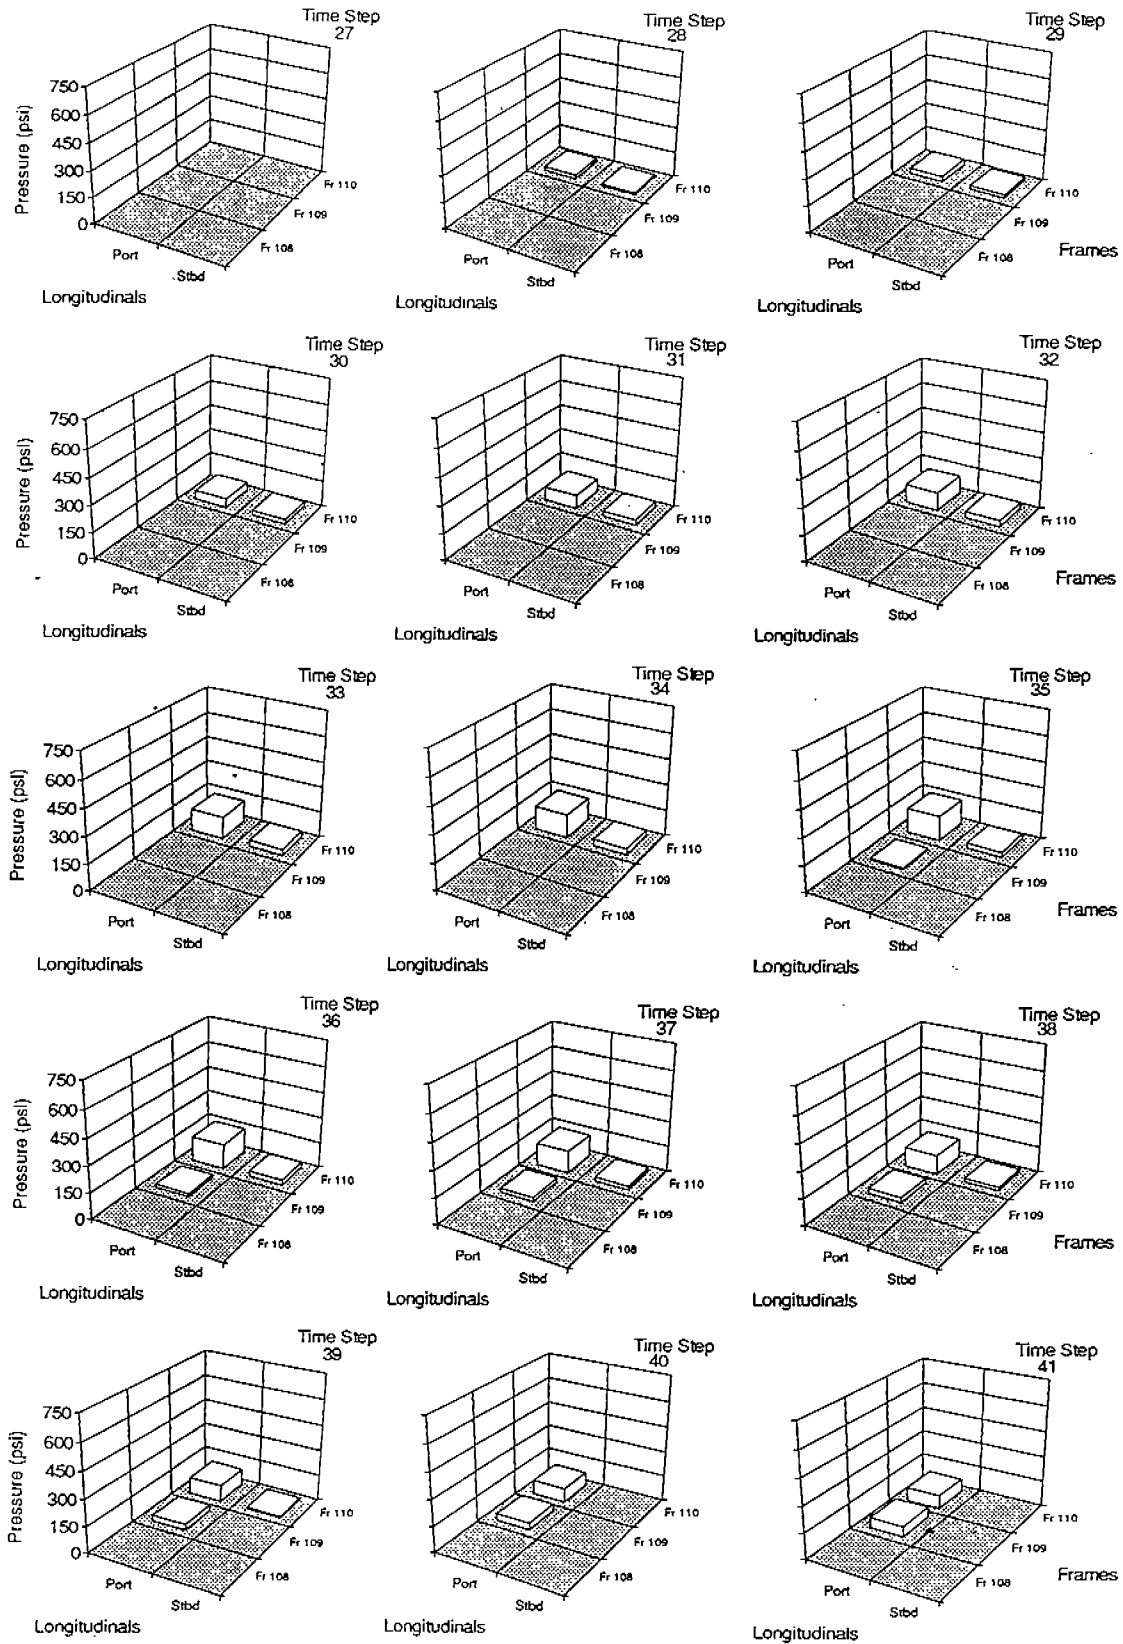 Time Step
27
Time Step
28
Time Step
29
Pressure (psi)
750
600
450
300
150
0
Fr 110
Fr 109
Fr 108
Port
Stbd
Longitudinals
Fr 110
Fr 109
Fr 108
Port
Stbd
Longitudinals
Fr 110
Fr 109
Fr 108
Frames
Port
Stbd
Longitudinals
Time Step
30
Time Step
31
Time Step
32
Pressure (psi)
750
600
450
300
150
0
Fr 110
Fr 109
Fr 108
Port
Stbd
Longitudinals
Fr 110
Fr 109
Fr 108
Port
Stbd
Longitudinals
Fr 110
Fr 109
Fr 108
Frames
Port
Stbd
Longitudinals
Time Step
33
Time Step
34
Time Step
35
Pressure (psi)
750
600
450
300
150
0
Fr 110
Fr 109
Fr 108
Port
Stbd
Longitudinals
Fr 110
Fr 109
Fr 108
Port
Stbd
Longitudinals
Fr 110
Fr 109
Fr 108
Frames
Port
Stbd
Longitudinals
Time Step
36
Time Step
37
Time Step
38
Pressure (psi)
750
600
450
300
150
0
Fr 110
Fr 109
Fr 108
Port
Stbd
Longitudinals
Fr 110
Fr 109
Fr 108
Port
Stbd
Longitudinals
Fr 110
Fr 109
Fr 108
Frames
Port
Stbd
Longitudinals
Time Step
39
Time Step
40
Time Step
41
Pressure (psi)
750
600
450
300
150
0
Fr 110
Fr 109
Fr 108
Port
Stbd
Longitudinals
Fr 110
Fr 109
Fr 108
Port
Stbd
Longitudinals
Fr 110
Fr 109
Fr 108
Frames
Port
Stbd
Longitudinals